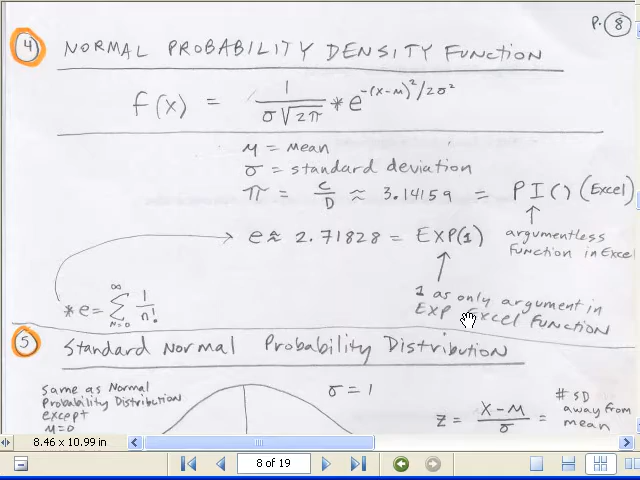 P. 8
4 NORMAL PROBABILITY DENSITY Function
f(x) = 1/σ√2π * e^-(x-μ)²/2σ²
μ = mean
σ = standard deviation
π = C/D ≈ 3.14159 = PI() (Excel)
argumentless
Function in Excel
e ≈ 2.71828 = EXP(1)
1 as only argument in
EXP Excel Function
* e = ∞ Σ n=0 1/n!
5 Standard Normal Probability Distribution
same as Normal
Probability Distribution
except
μ=0
σ = 1
z = X-μ/σ =
# SD
away from
mean
8.46 x 10.99 in
8 of 19